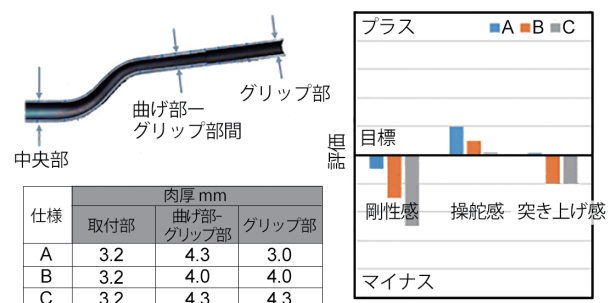 グリップ部
曲げ部ー
グリップ部間
中央部
仕様 肉厚 mm
取付部 曲げ部- グリップ部 グリップ部
A 3.2 4.3 3.0
B 3.2 4.0 4.0
C 3.2 4.3 4.3
プラス
A B C
評価
目標
剛性感 操舵感 突き上げ感
マイナス